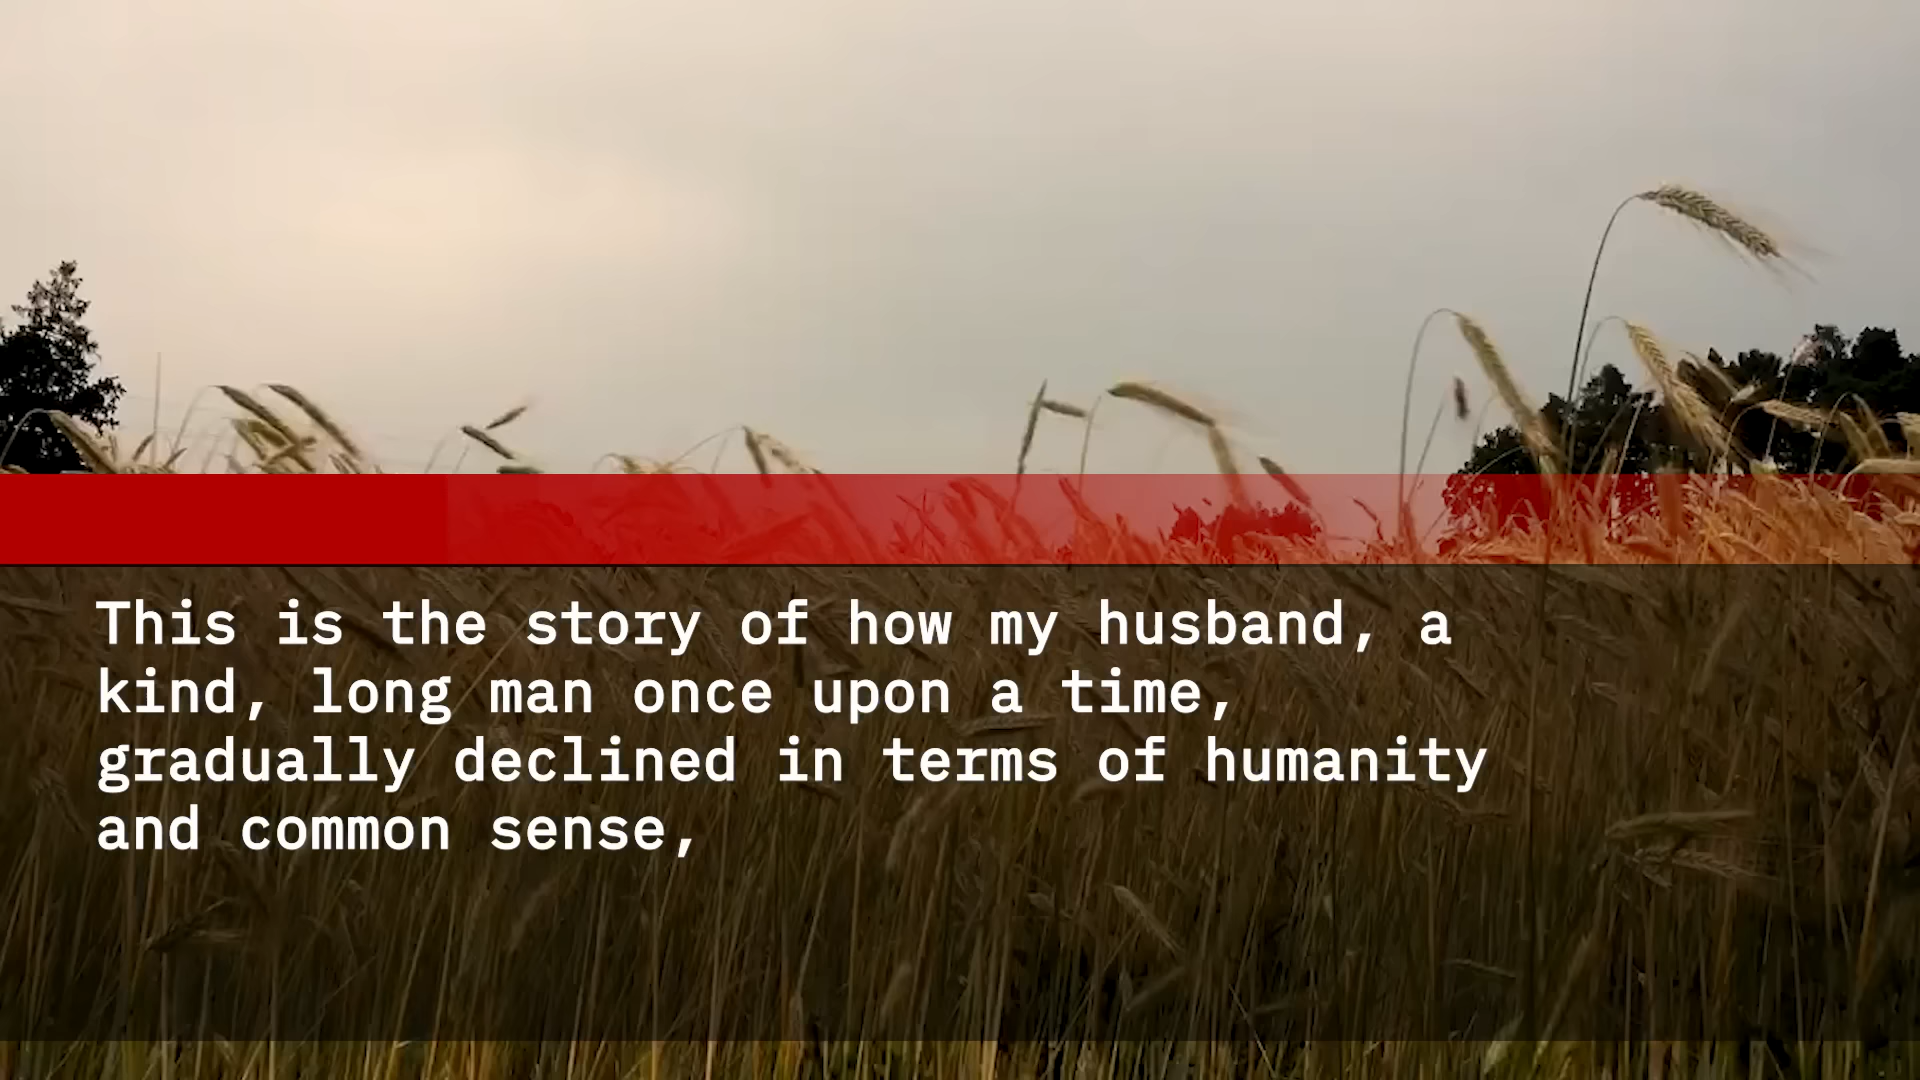 This is the story of how my husband, a
kind, long man once upon a time,
gradually declined in terms of humanity
and common sense,